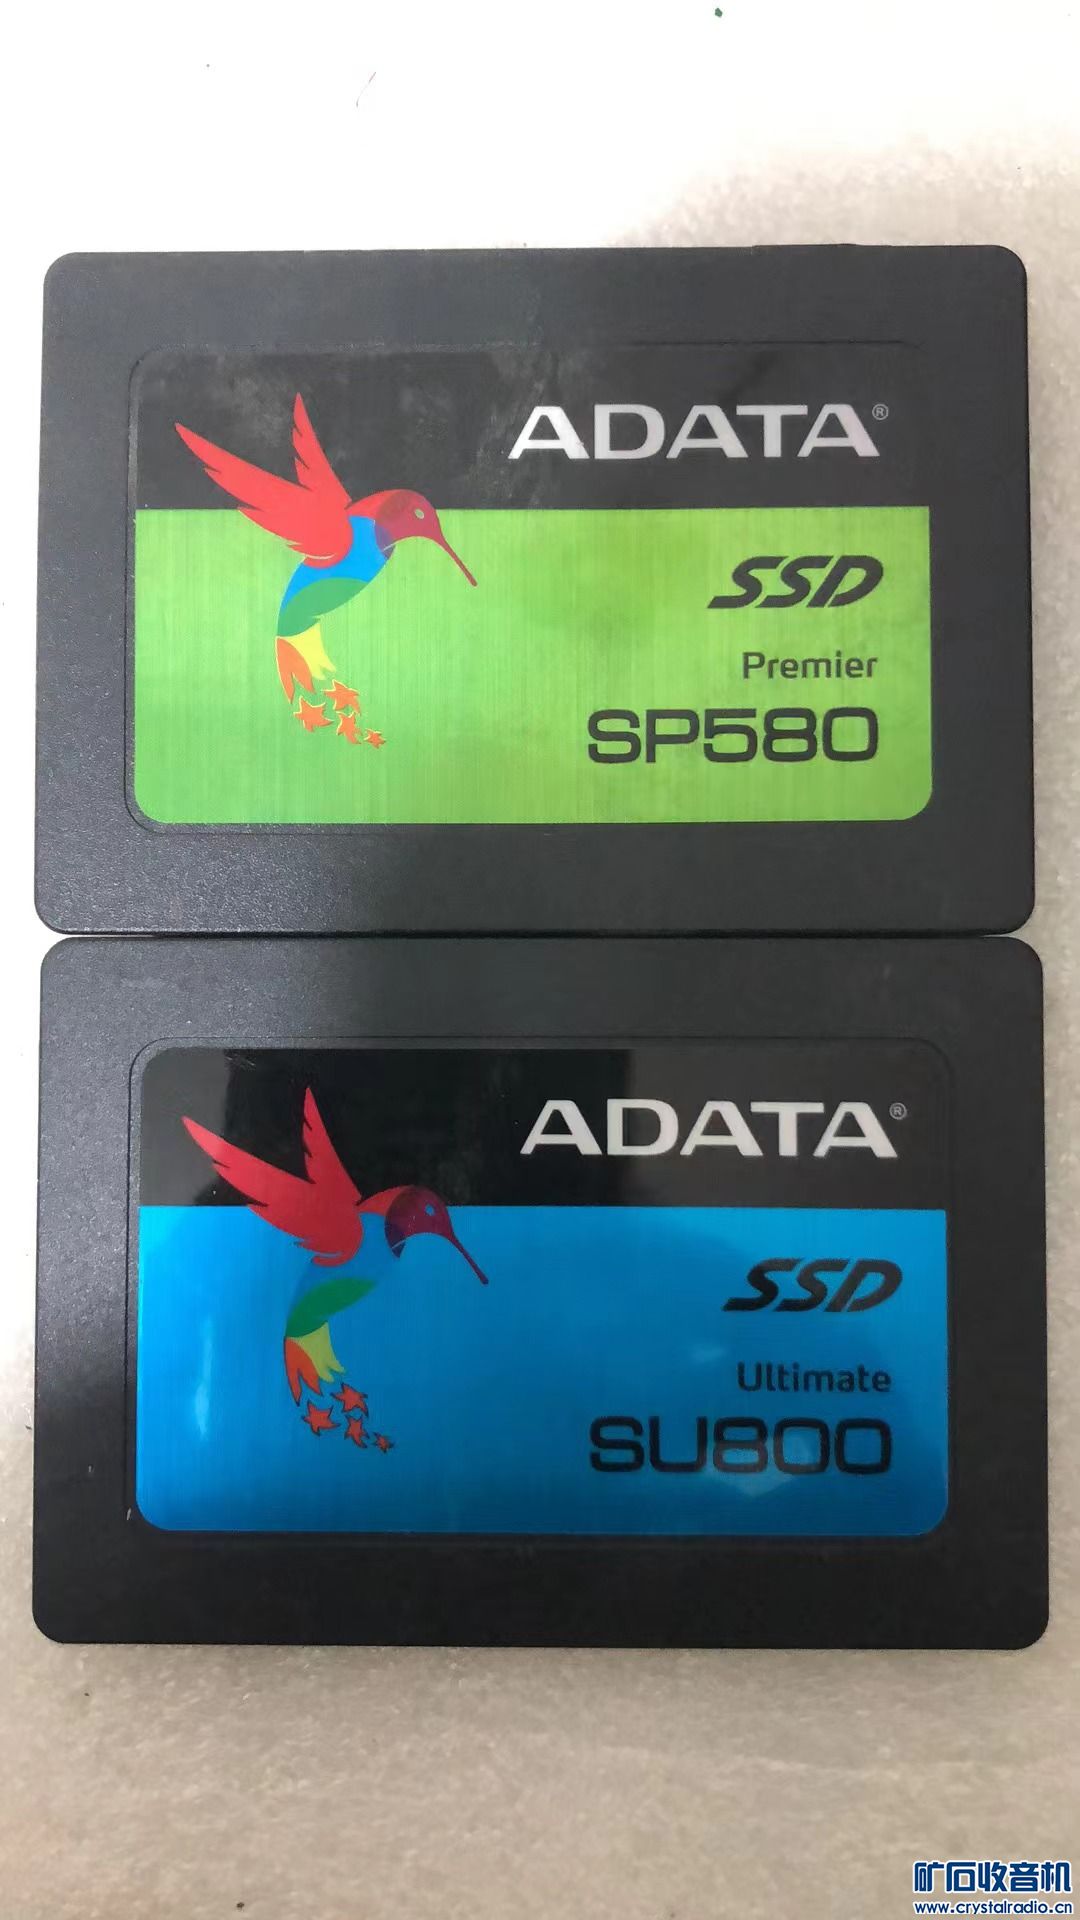 ADATA®
SSD
Premier
SP580
ADATA®
SSD
Ultimate
SU800
矿石收音机
www.crystalradio.cn